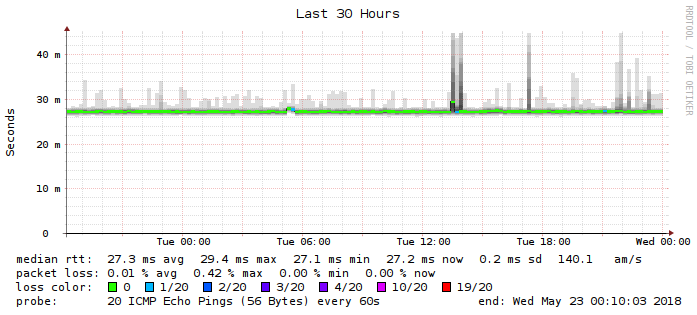 Last 30 Hours
RRDTOOL / TOBI OETIKER
Seconds
40 m
30 m
20 m
10 m
0
Tue 00:00 Tue 06:00 Tue 12:00 Tue 18:00 Wed 00:00
median rtt: 27.3 ms avg 29.4 ms max 27.1 ms min 27.2 ms now 0.2 ms sd 140.1 am/s
packet loss: 0.01 % avg 0.42 % max 0.00 % min 0.00 % now
loss color: 0 1/20 2/20 3/20 4/20 10/20 19/20
probe: 20 ICMP Echo Pings (56 Bytes) every 60s end: Wed May 23 00:10:03 2018